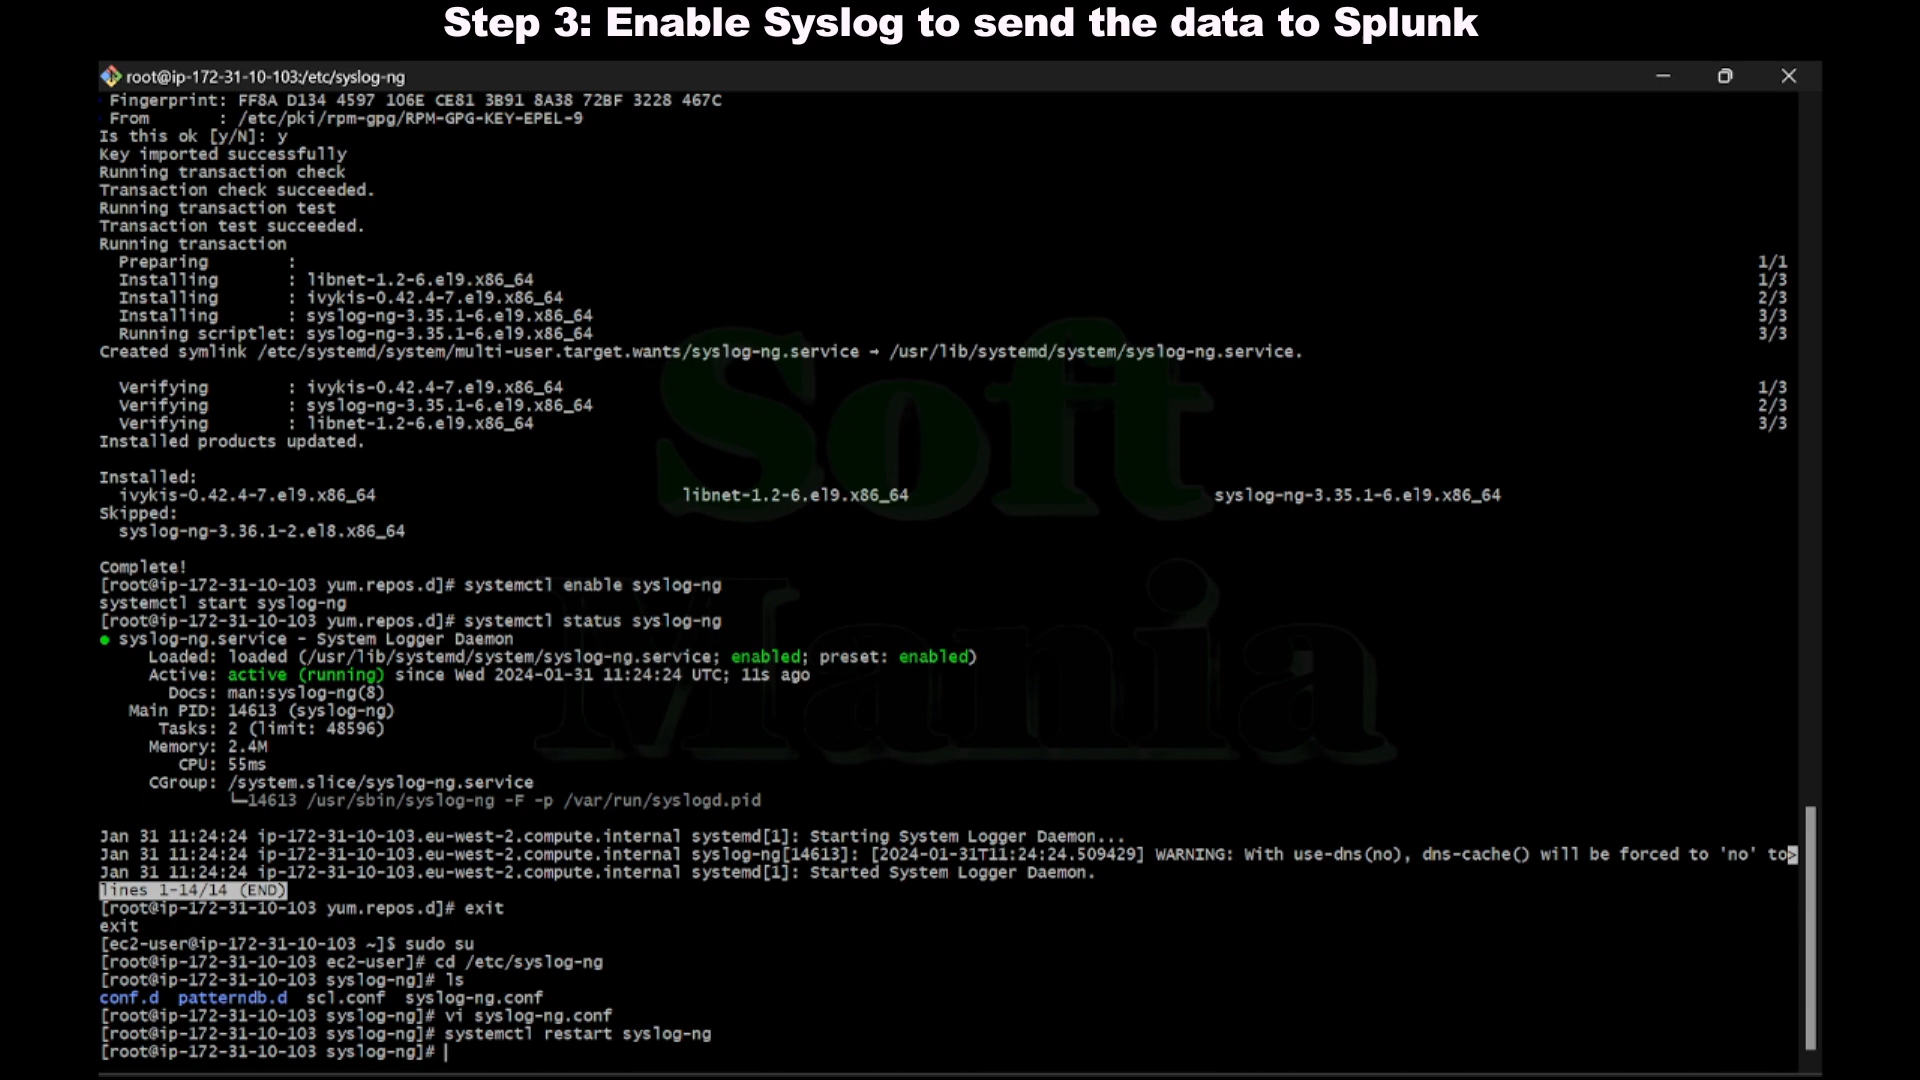 Step 3: Enable Syslog to send the data to Splunk
root@ip-172-31-10-103:/etc/syslog-ng
Fingerprint: FF8A D134 4597 106E CE81 3B91 8A38 72BF 3228 467C
From       : /etc/pki/rpm-gpg/RPM-GPG-KEY-EPEL-9
Is this ok [y/N]: y
Key imported successfully
Running transaction check
Transaction check succeeded.
Running transaction test
Transaction test succeeded.
Running transaction
  Preparing        :   1/1
  Installing       : libnet-1.2-6.el9.x86_64   1/3
  Installing       : ivykis-0.42.4-7.el9.x86_64   2/3
  Installing       : syslog-ng-3.35.1-6.el9.x86_64   3/3
  Running scriptlet: syslog-ng-3.35.1-6.el9.x86_64   3/3
Created symlink /etc/systemd/system/multi-user.target.wants/syslog-ng.service → /usr/lib/systemd/system/syslog-ng.service.
  Verifying        : ivykis-0.42.4-7.el9.x86_64   1/3
  Verifying        : syslog-ng-3.35.1-6.el9.x86_64   2/3
  Verifying        : libnet-1.2-6.el9.x86_64   3/3
Installed products updated.
Installed:
  ivykis-0.42.4-7.el9.x86_64   libnet-1.2-6.el9.x86_64   syslog-ng-3.35.1-6.el9.x86_64
Skipped:
  syslog-ng-3.36.1-2.el8.x86_64
Complete!
[root@ip-172-31-10-103 yum.repos.d]# systemctl enable syslog-ng
systemctl start syslog-ng
[root@ip-172-31-10-103 yum.repos.d]# systemctl status syslog-ng
● syslog-ng.service - System Logger Daemon
     Loaded: loaded (/usr/lib/systemd/system/syslog-ng.service; enabled; preset: enabled)
     Active: active (running) since Wed 2024-01-31 11:24:24 UTC; 11s ago
       Docs: man:syslog-ng(8)
   Main PID: 14613 (syslog-ng)
      Tasks: 2 (limit: 48596)
     Memory: 2.4M
        CPU: 55ms
     CGroup: /system.slice/syslog-ng.service
             └─14613 /usr/sbin/syslog-ng -F -p /var/run/syslogd.pid
Jan 31 11:24:24 ip-172-31-10-103.eu-west-2.compute.internal systemd[1]: Starting System Logger Daemon...
Jan 31 11:24:24 ip-172-31-10-103.eu-west-2.compute.internal syslog-ng[14613]: [2024-01-31T11:24:24.509429] WARNING: With use-dns(no), dns-cache() will be forced to 'no' to>
Jan 31 11:24:24 ip-172-31-10-103.eu-west-2.compute.internal systemd[1]: Started System Logger Daemon.
lines 1-14/14 (END)
[root@ip-172-31-10-103 yum.repos.d]# exit
exit
[ec2-user@ip-172-31-10-103 ~]$ sudo su
[root@ip-172-31-10-103 ec2-user]# cd /etc/syslog-ng
[root@ip-172-31-10-103 syslog-ng]# ls
conf.d  patterndb.d  scl.conf  syslog-ng.conf
[root@ip-172-31-10-103 syslog-ng]# vi syslog-ng.conf
[root@ip-172-31-10-103 syslog-ng]# systemctl restart syslog-ng
[root@ip-172-31-10-103 syslog-ng]#
Soft
Mania